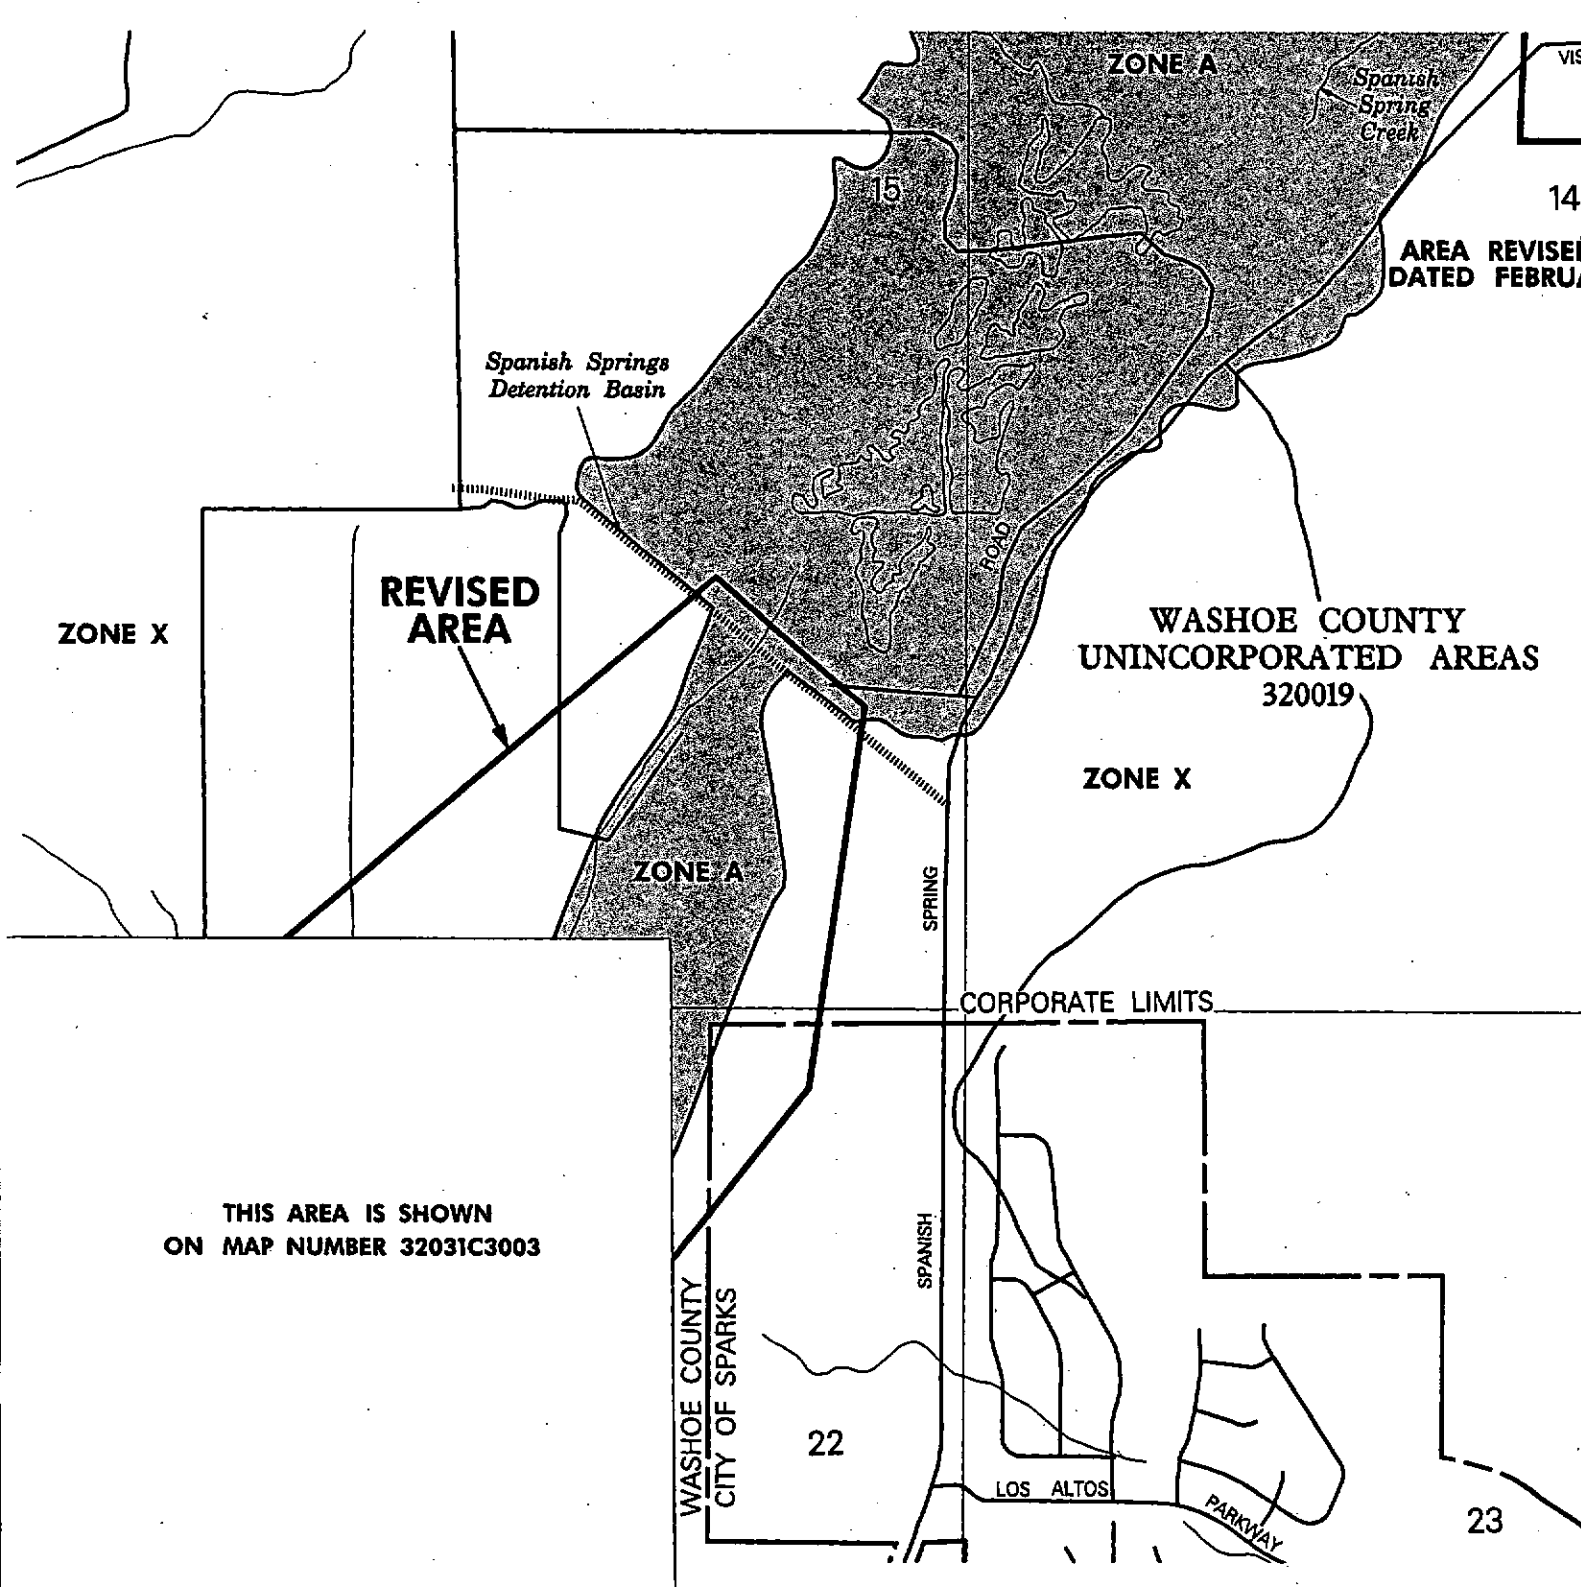 ZONE A
Spanish
Spring
Creek
15
14
AREA REVISED
DATED
Spanish Springs
Detention Basin
ROAD
REVISED
AREA
ZONE X
WASHOE COUNTY
UNINCORPORATED AREAS
320019
ZONE X
ZONE A
SPRING
CORPORATE LIMITS
THIS AREA IS SHOWN
ON MAP NUMBER 32031C3003
SPANISH
WASHOE COUNTY
CITY OF SPARKS
22
LOS ALTOS
PARKWAY
23